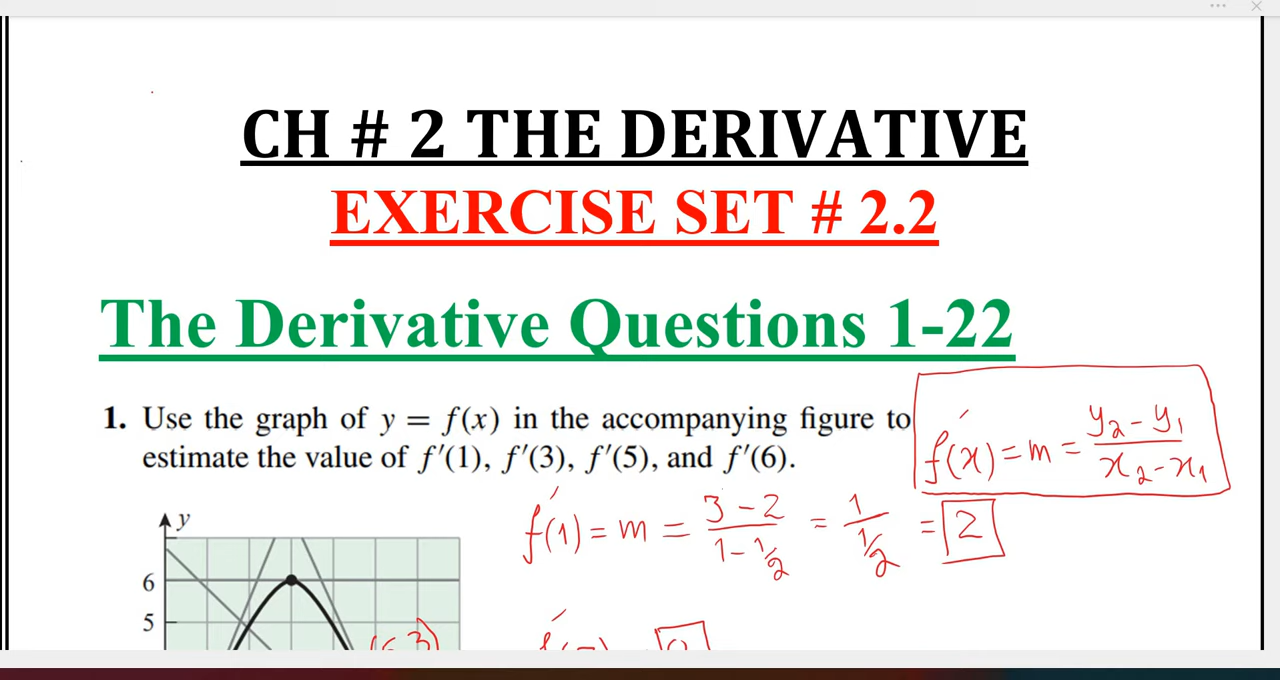 CH # 2 THE DERIVATIVE
EXERCISE SET # 2.2
The Derivative Questions 1-22
1. Use the graph of y = f(x) in the accompanying figure to
estimate the value of f′(1), f′(3), f′(5), and f′(6).
f′(x) = m = (y₂ - y₁)/(x₂ - x₁)
f′(1) = m = (3 - 2)/(1 - 1/2) = 1/(1/2) = 2
y
6
5